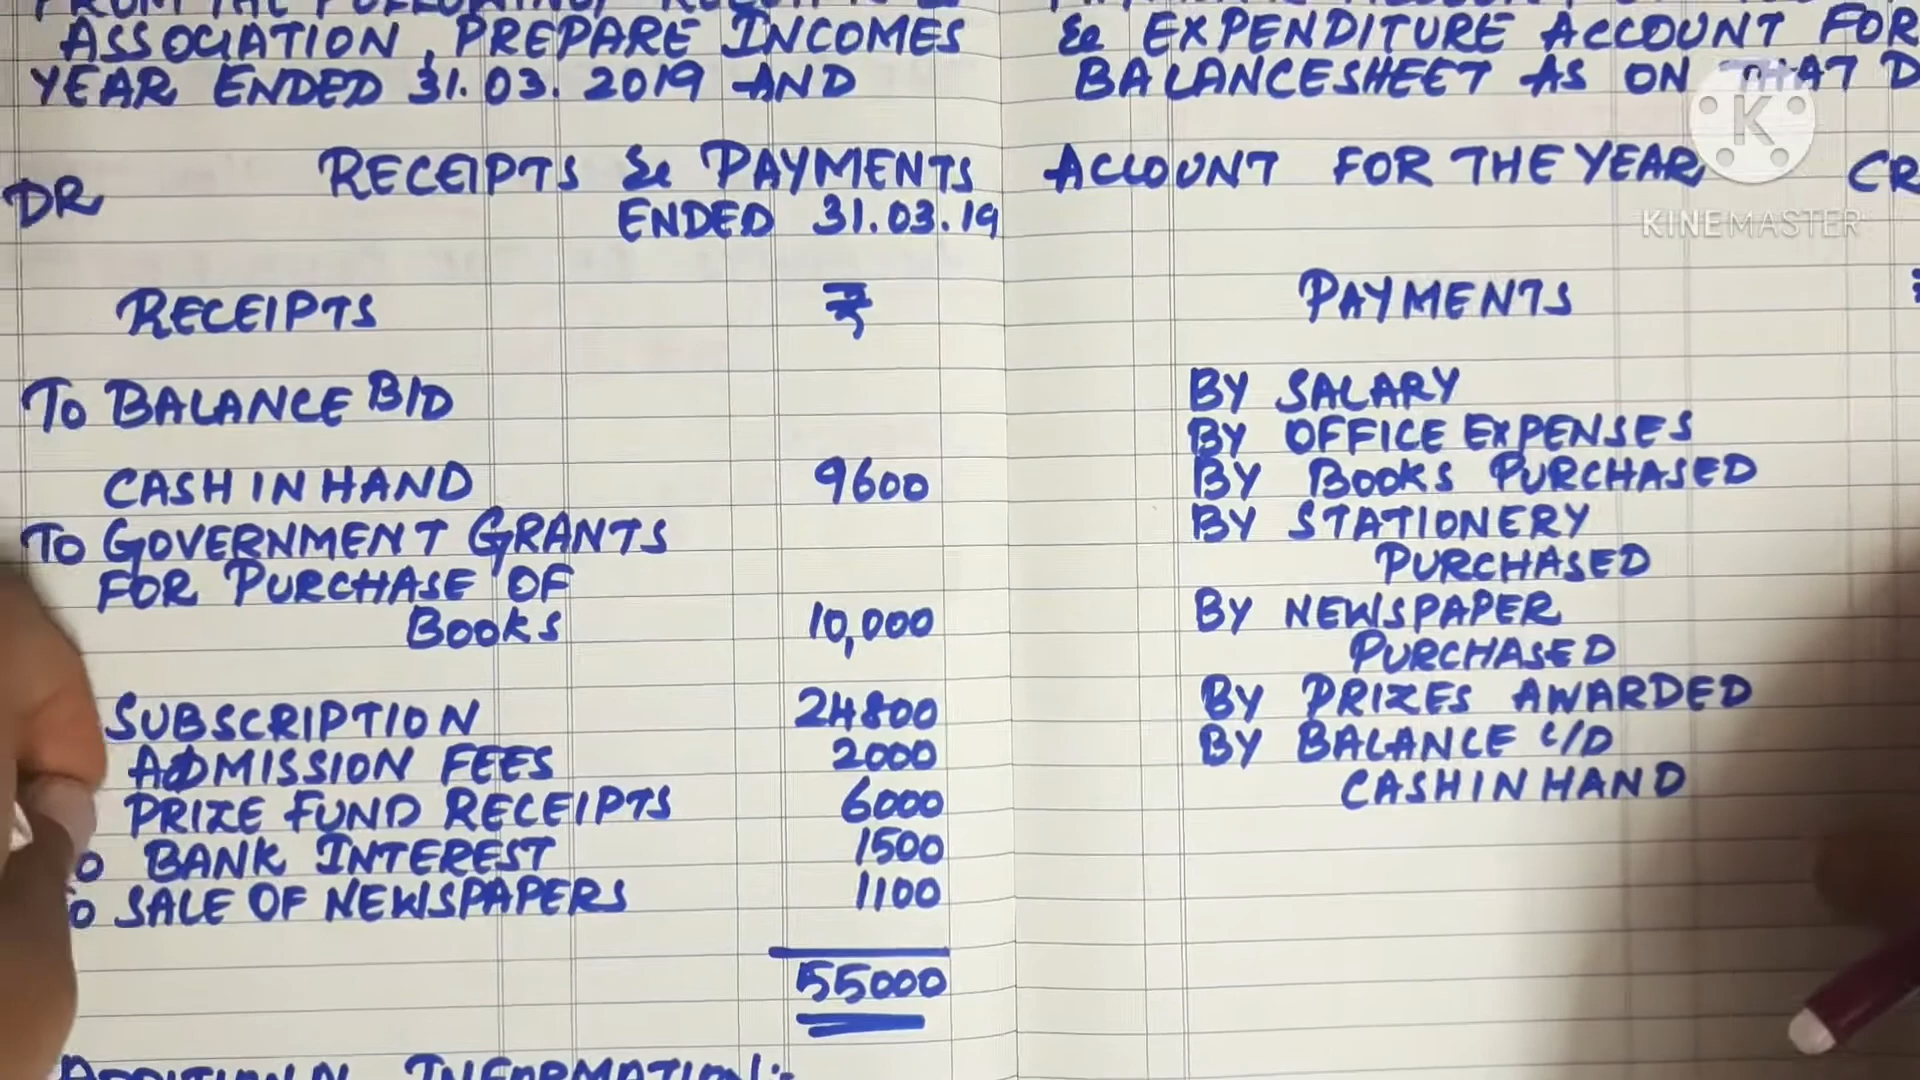 ASSOCIATION, PREPARE INCOMES & EXPENDITURE ACCOUNT FOR
YEAR ENDED 31.03.2019 AND BALANCESHEET AS ON THAT D
RECEIPTS & PAYMENTS ACCOUNT FOR THE YEAR
DR CR
ENDED 31.03.19
K
KINEMASTER
RECEIPTS ₹
TO BALANCE B/D
CASH IN HAND 9600
TO GOVERNMENT GRANTS
FOR PURCHASE OF
BOOKS 10,000
SUBSCRIPTION 24800
ADMISSION FEES 2000
PRIZE FUND RECEIPTS 6000
O BANK INTEREST 1500
O SALE OF NEWSPAPERS 1100
55000
PAYMENTS
BY SALARY
BY OFFICE EXPENSES
BY BOOKS PURCHASED
BY STATIONERY
PURCHASED
BY NEWSPAPER
PURCHASED
BY PRIZES AWARDED
BY BALANCE C/D
CASH IN HAND
ADDITIONAL INFORMATION:-